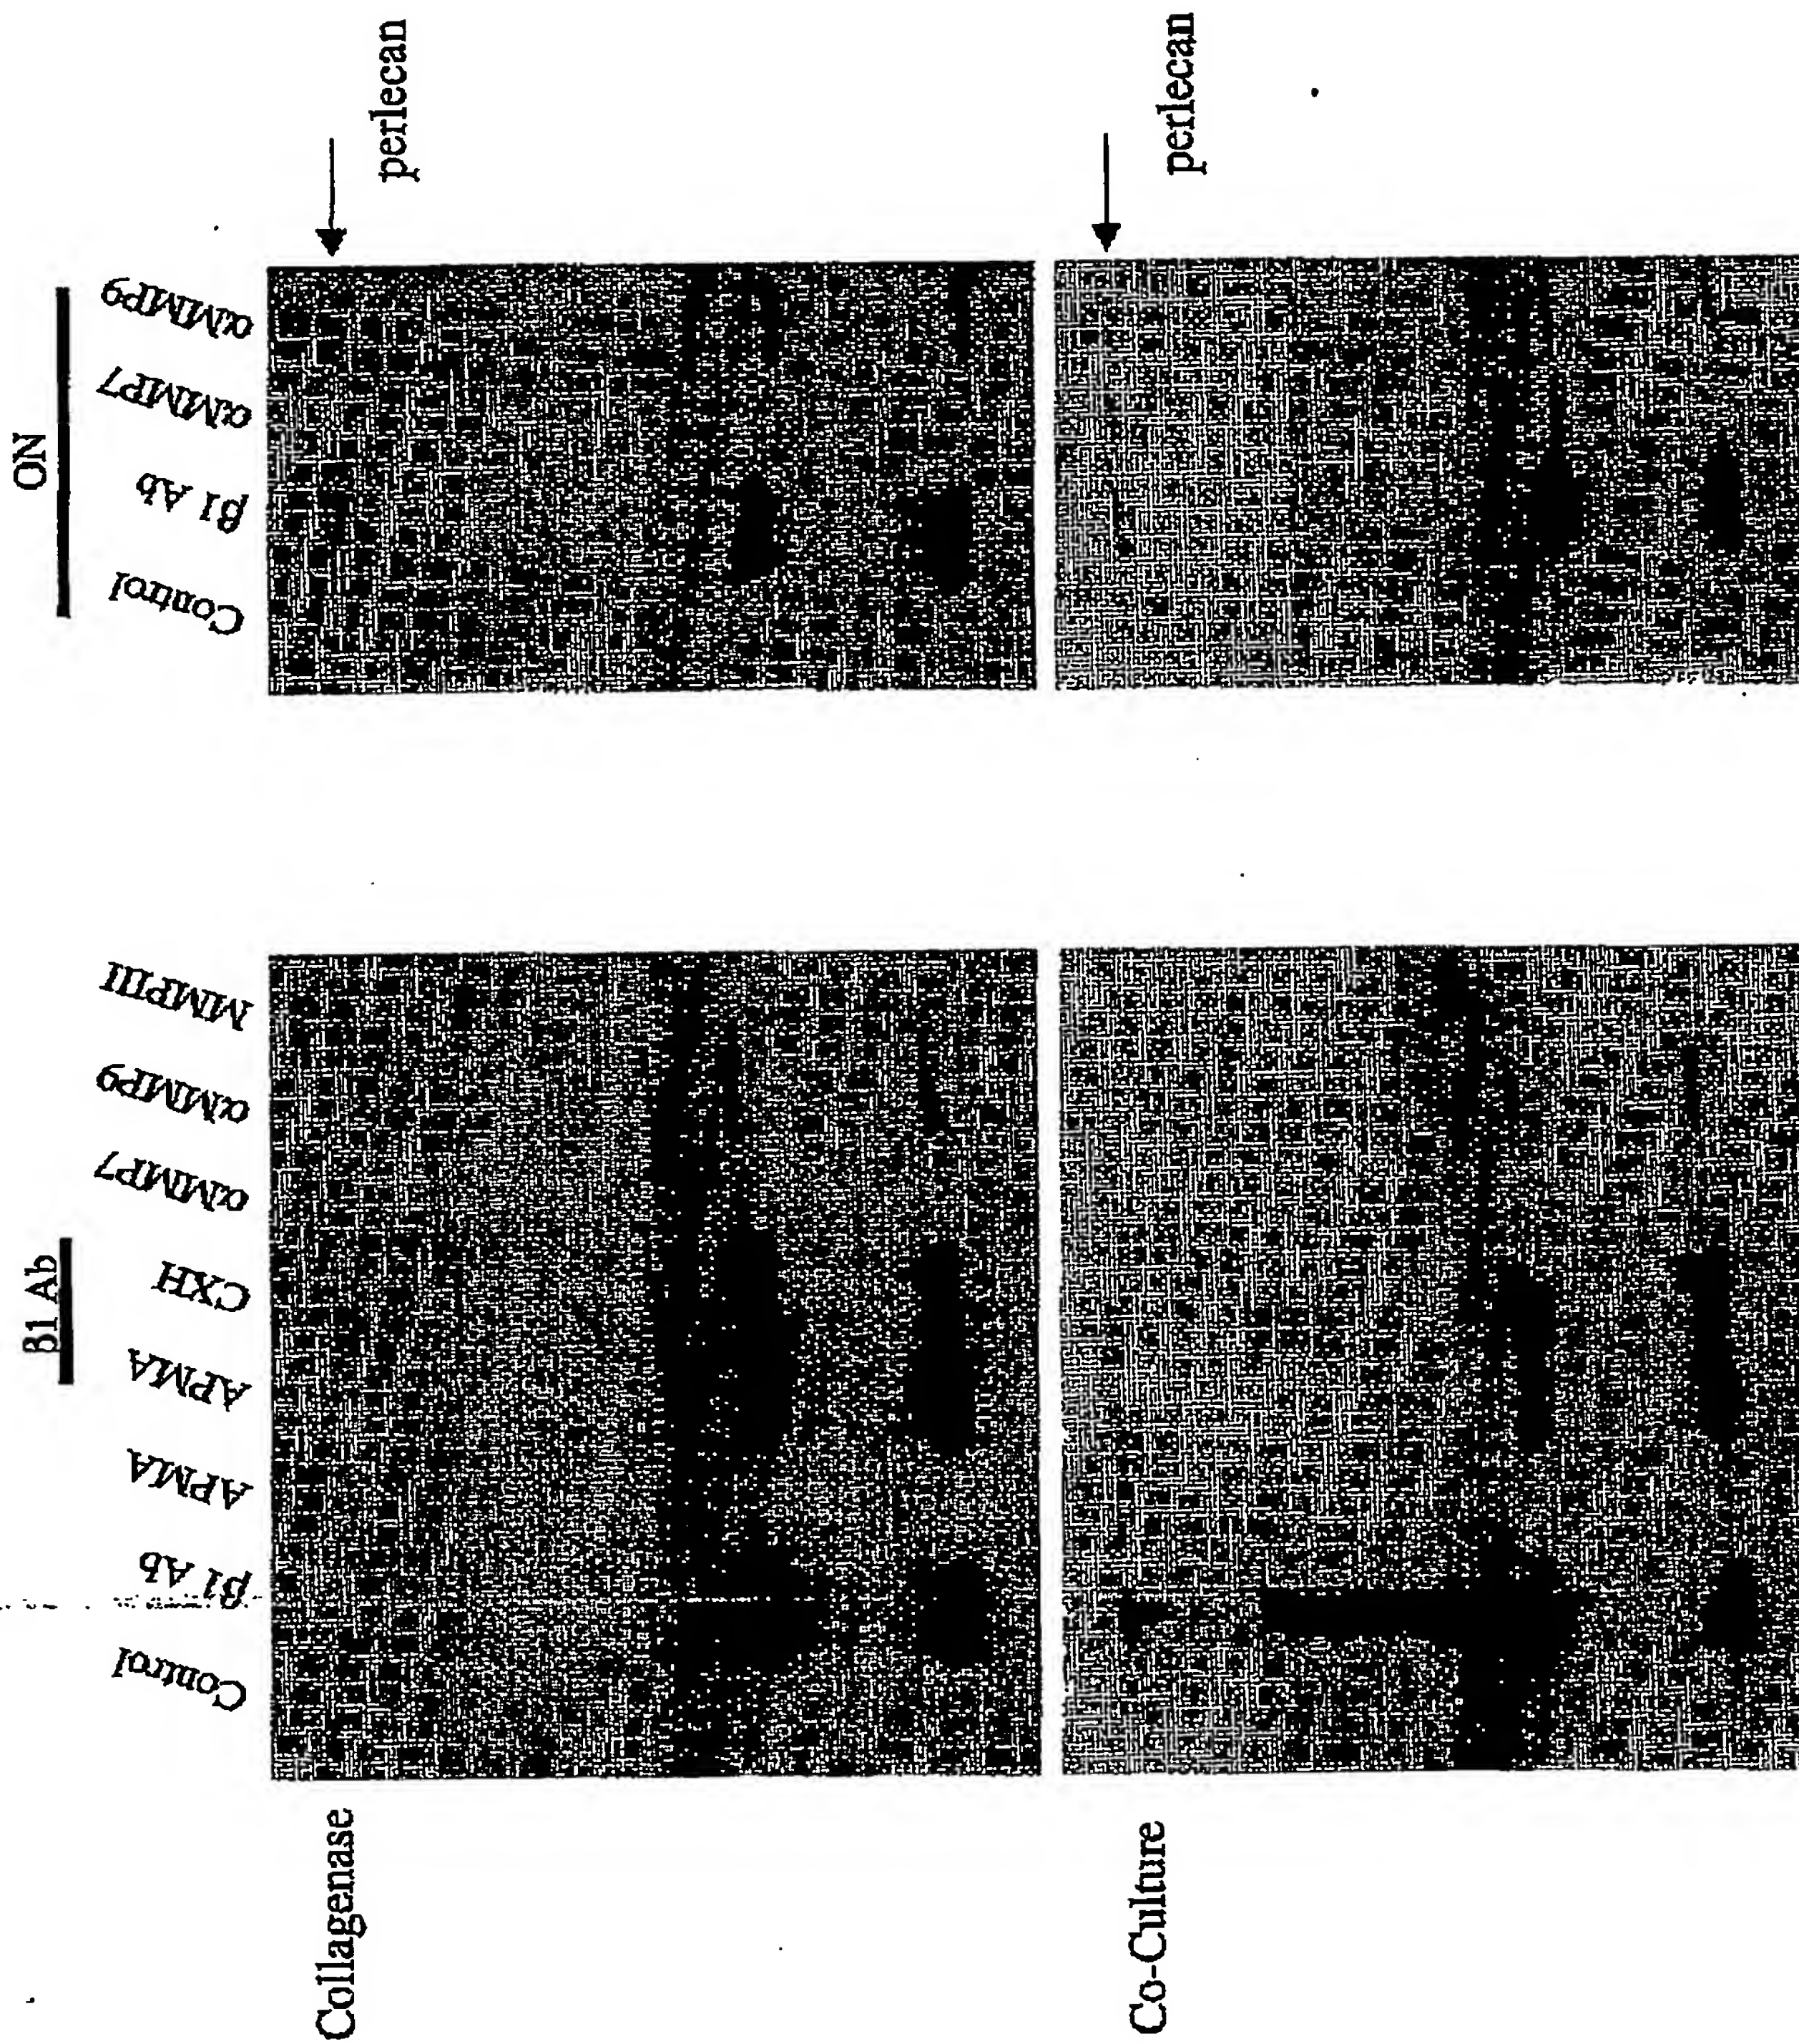 β1 Ab
ON
Control
β1 Ab
APMA
APMA
CXH
αMMP7
αMMP9
MMPIII
Control
β1 Ab
αMMP7
αMMP9
Collagenase
perlecan
Co-Culture
perlecan